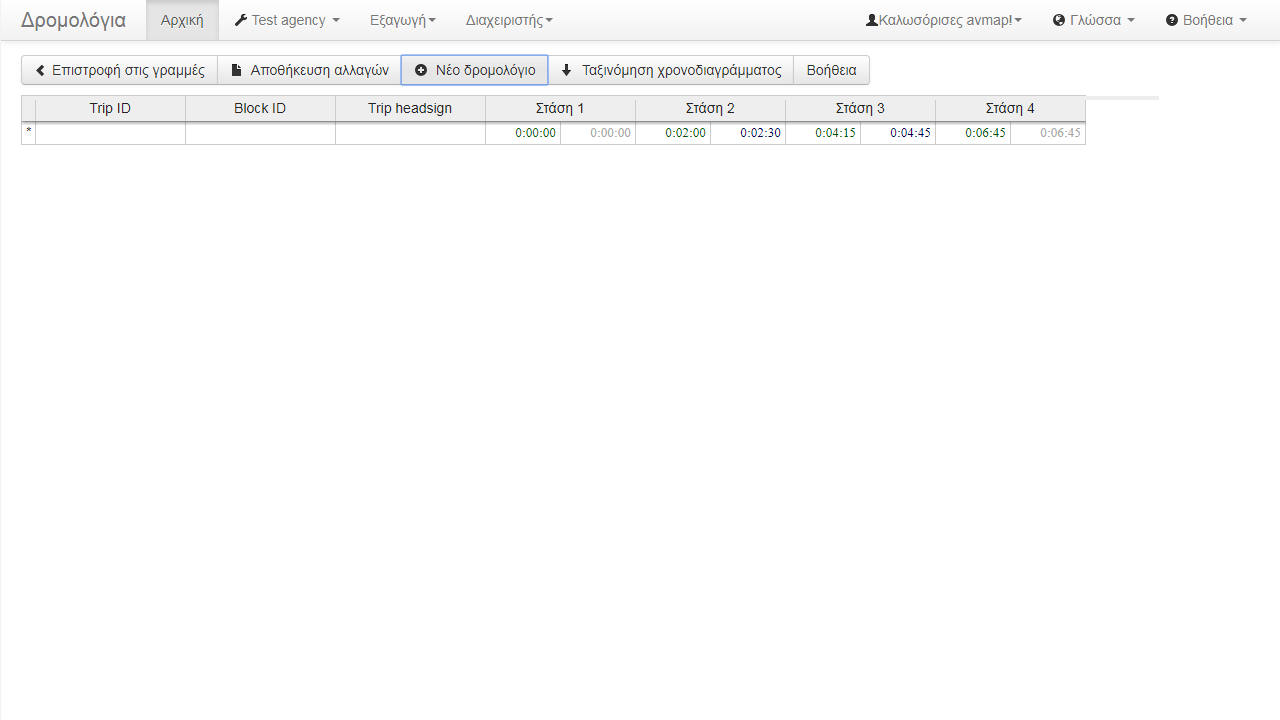 Δρομολόγια Αρχική Test agency Εξαγωγή Διαχειριστής Καλωσόρισες avmap! Γλώσσα Βοήθεια
Επιστροφή στις γραμμές Αποθήκευση αλλαγών Νέο δρομολόγιο Ταξινόμηση χρονοδιαγράμματος Βοήθεια
Trip ID Block ID Trip headsign Στάση 1 Στάση 2 Στάση 3 Στάση 4
* 0:00:00 0:00:00 0:02:00 0:02:30 0:04:15 0:04:45 0:06:45 0:06:45